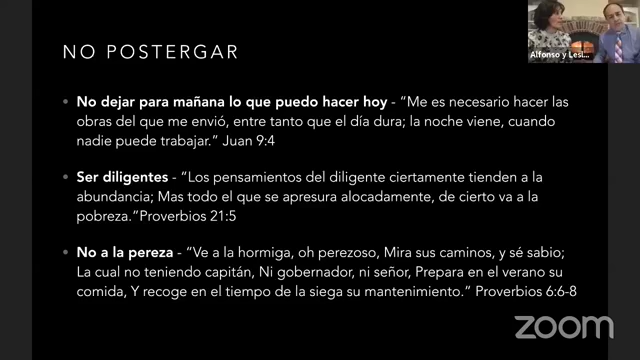 Alfonso y Lesl...
NO POSTERGAR
• No dejar para mañana lo que puedo hacer hoy - “Me es necesario hacer las
obras del que me envió, entre tanto que el día dura; la noche viene, cuando
nadie puede trabajar.” Juan 9:4
• Ser diligentes - “Los pensamientos del diligente ciertamente tienden a la
abundancia; Mas todo el que se apresura alocadamente, de cierto va a la
pobreza.”Proverbios 21:5
• No a la pereza - “Ve a la hormiga, oh perezoso, Mira sus caminos, y sé sabio;
La cual no teniendo capitán, Ni gobernador, ni señor, Prepara en el verano su
comida, Y recoge en el tiempo de la siega su mantenimiento.” Proverbios 6:6-8
zoom